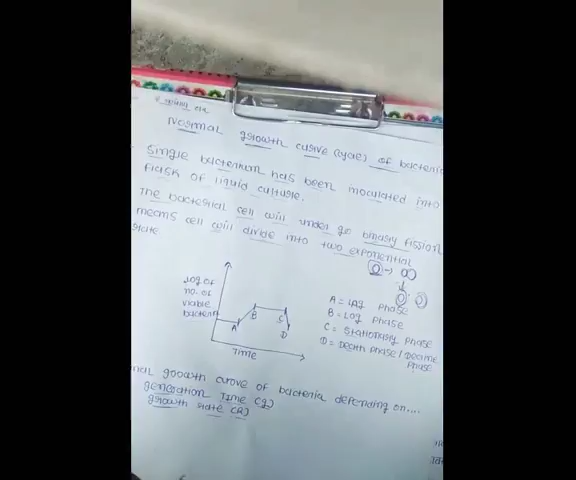 Normal growth curve (cycle) of bacteria
Single bacterium has been inoculated into
flask of liquid culture.
The bacterial cell will under go binary fission
means cell will divide into two exponential
state
Log of
no. of
viable
bacteria
A
B
C
D
Time
A = LAg phase
B = Log phase
C = Stationary phase
D = Death phase / Decline
phase
nal goowth curve of bacteria depending on....
generation Time (g)
growth state (R)